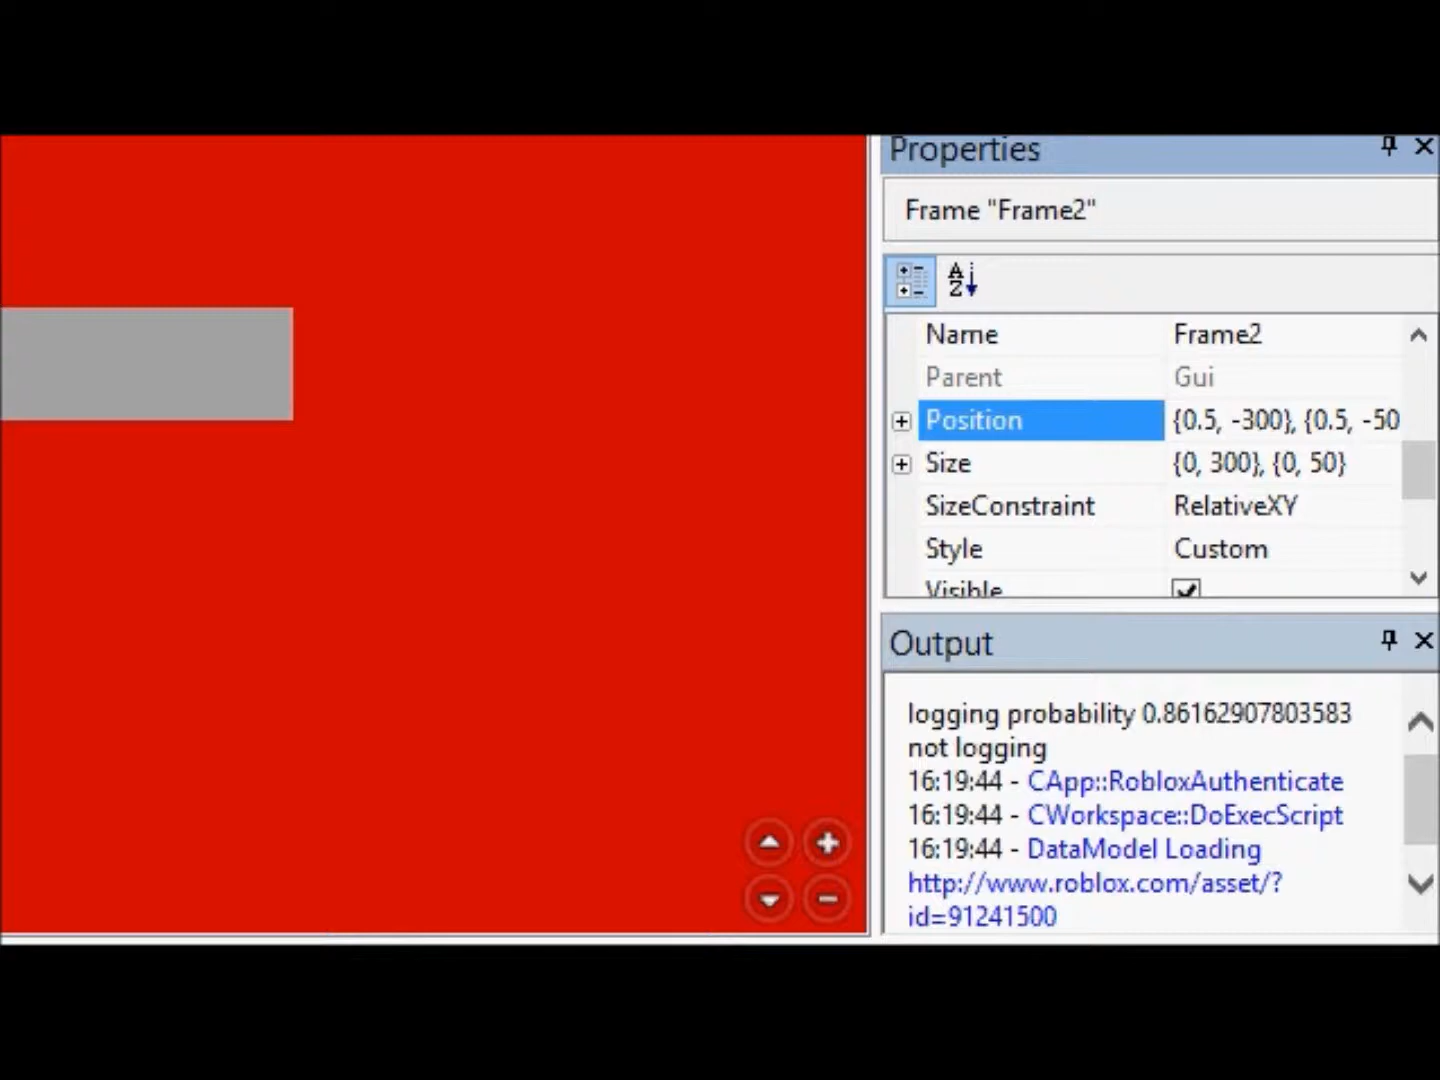 Properties
Frame "Frame2"
Name Frame2
Parent Gui
Position {0.5, -300}, {0.5, -50
Size {0, 300}, {0, 50}
SizeConstraint RelativeXY
Style Custom
Visible
Output
logging probability 0.86162907803583
not logging
16:19:44 - CApp::RobloxAuthenticate
16:19:44 - CWorkspace::DoExecScript
16:19:44 - DataModel Loading
http://www.roblox.com/asset/?
id=91241500